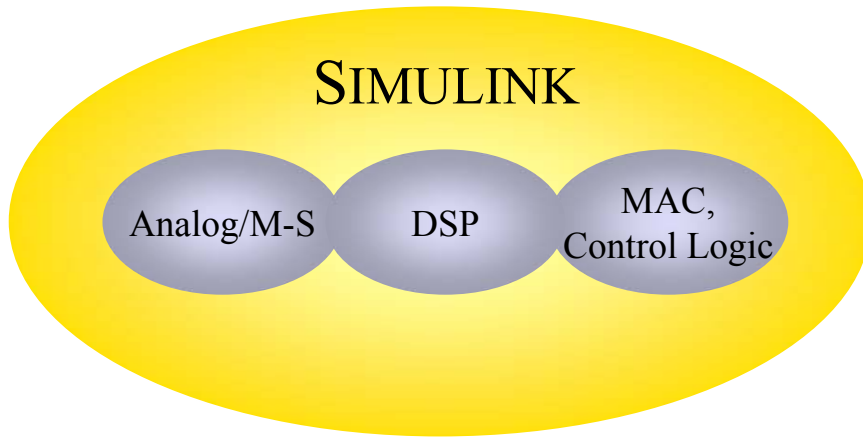 SIMULINK
Analog/M-S
DSP
MAC,
Control Logic